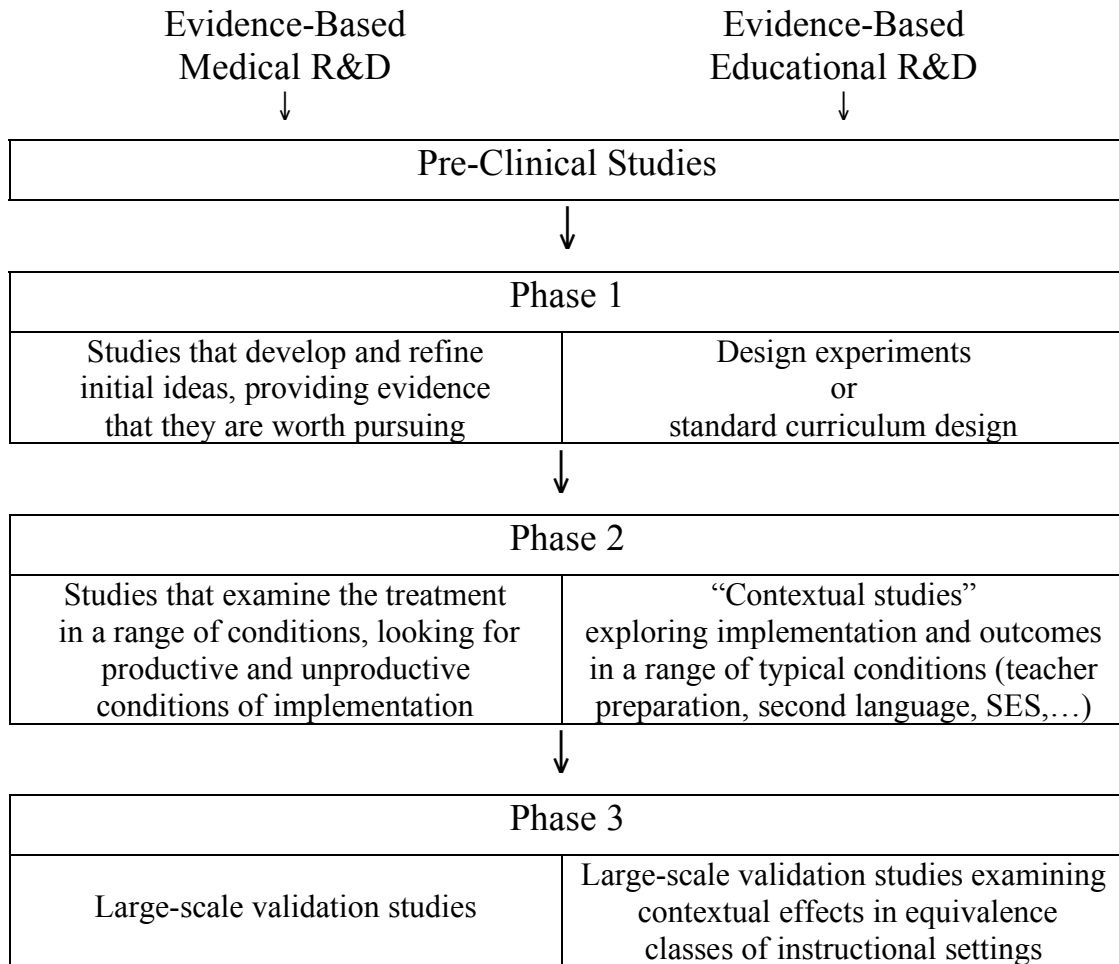 Evidence-Based
Medical R&D
Evidence-Based
Educational R&D
Pre-Clinical Studies
Phase 1
Studies that develop and refine
initial ideas, providing evidence
that they are worth pursuing
Design experiments
or
standard curriculum design
Phase 2
Studies that examine the treatment
in a range of conditions, looking for
productive and unproductive
conditions of implementation
“Contextual studies”
exploring implementation and outcomes
in a range of typical conditions (teacher
preparation, second language, SES,…)
Phase 3
Large-scale validation studies
Large-scale validation studies examining
contextual effects in equivalence
classes of instructional settings